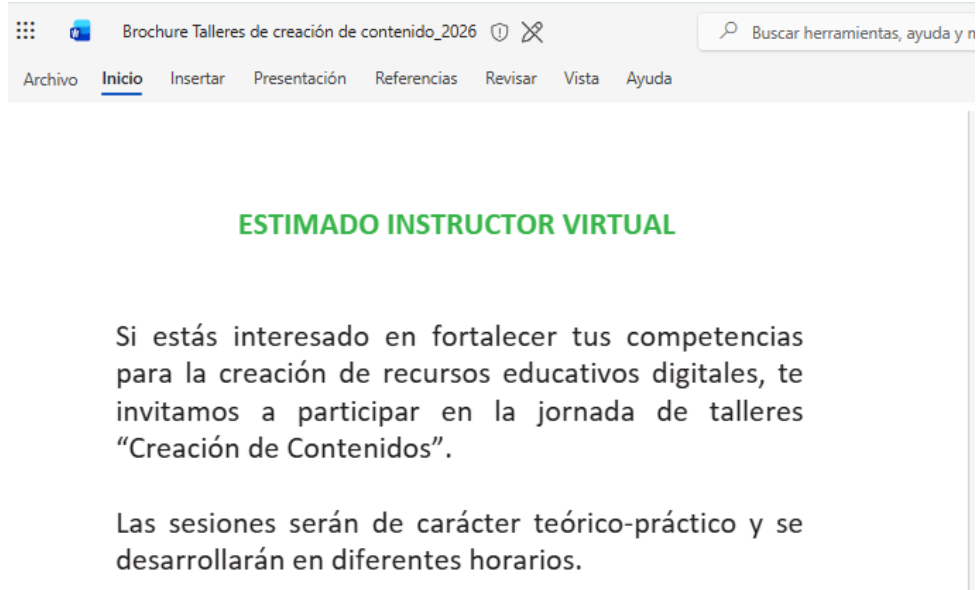 Brochure Talleres de creación de contenido_2026
Buscar herramientas, ayuda y
Archivo Inicio Insertar Presentación Referencias Revisar Vista Ayuda
ESTIMADO INSTRUCTOR VIRTUAL
Si estás interesado en fortalecer tus competencias
para la creación de recursos educativos digitales, te
invitamos a participar en la jornada de talleres
“Creación de Contenidos”.
Las sesiones serán de carácter teórico-práctico y se
desarrollarán en diferentes horarios.